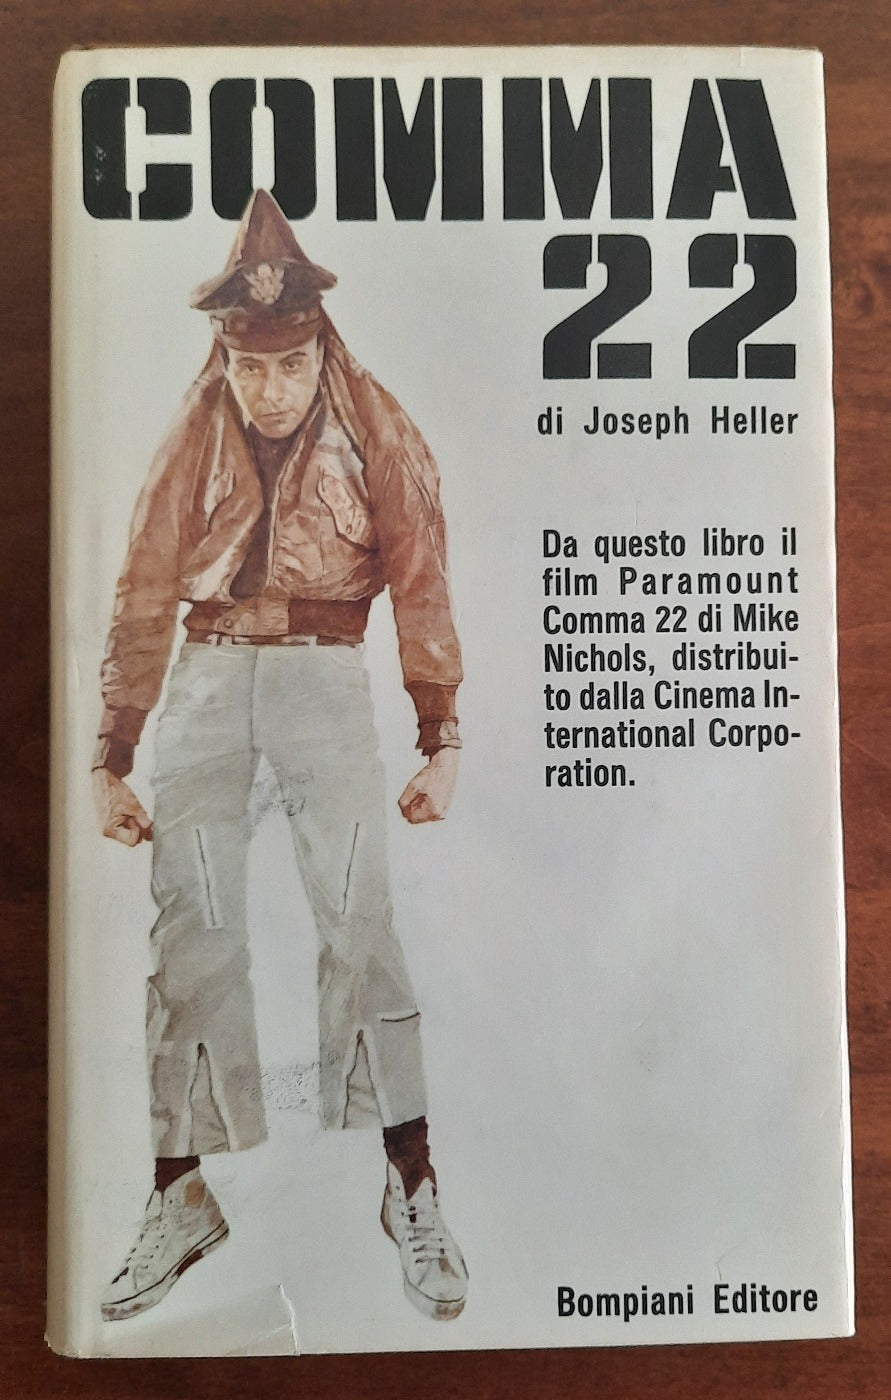 COMMA
22
di Joseph Heller
Da questo libro il
film Paramount
Comma 22 di Mike
Nichols, distribui-
to dalla Cinema In-
ternational Corpo-
ration.
Bompiani Editore